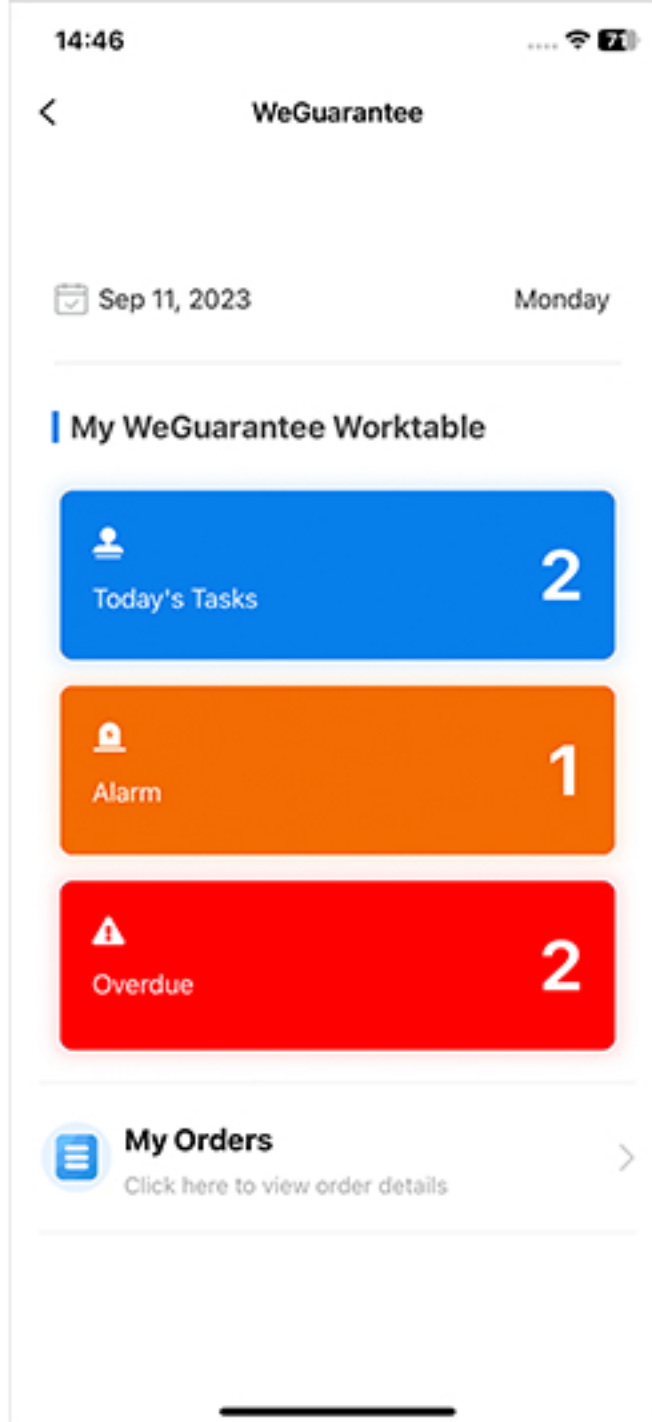 14:46
71
WeGuarantee
Sep 11, 2023 Monday
My WeGuarantee Worktable
Today's Tasks
2
Alarm
1
Overdue
2
My Orders
Click here to view order details